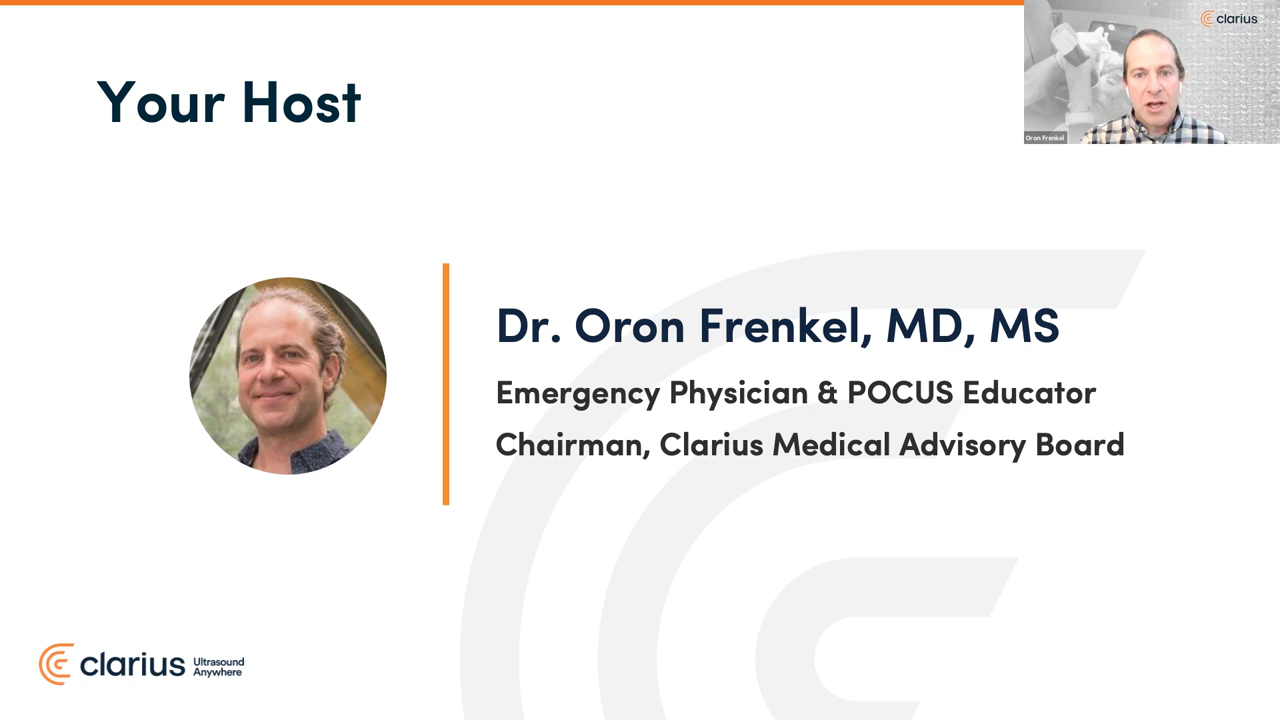 Your Host
clarius
Oron Frenkel
Dr. Oron Frenkel, MD, MS
Emergency Physician & POCUS Educator
Chairman, Clarius Medical Advisory Board
clarius Ultrasound
Anywhere